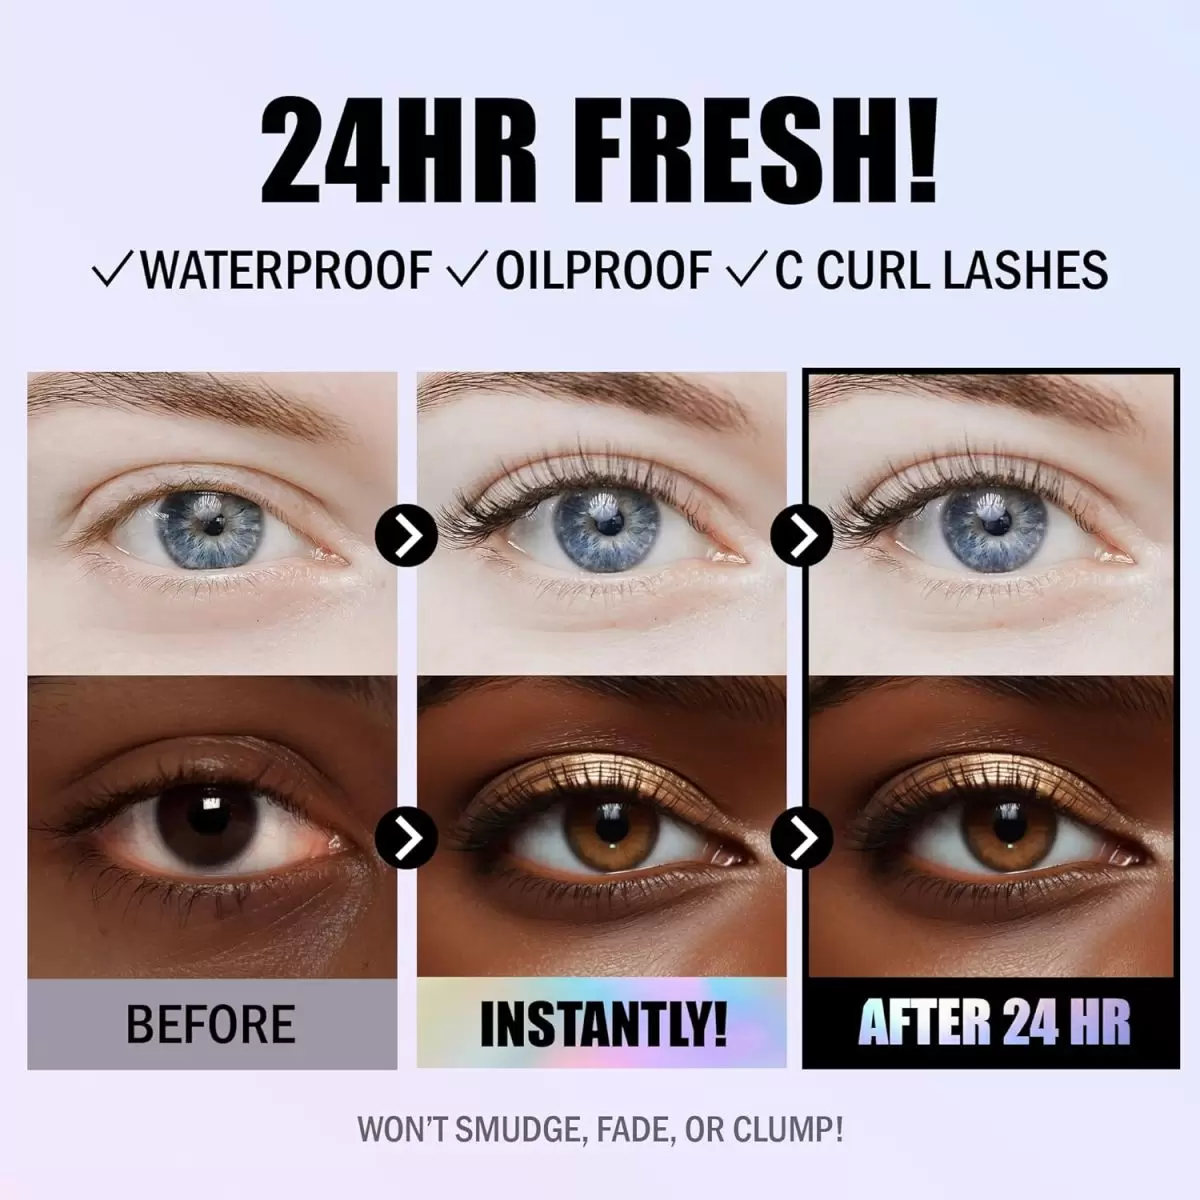 24HR FRESH!
✓WATERPROOF ✓OILPROOF ✓C CURL LASHES
BEFORE
INSTANTLY!
AFTER 24 HR
WON'T SMUDGE, FADE, OR CLUMP!